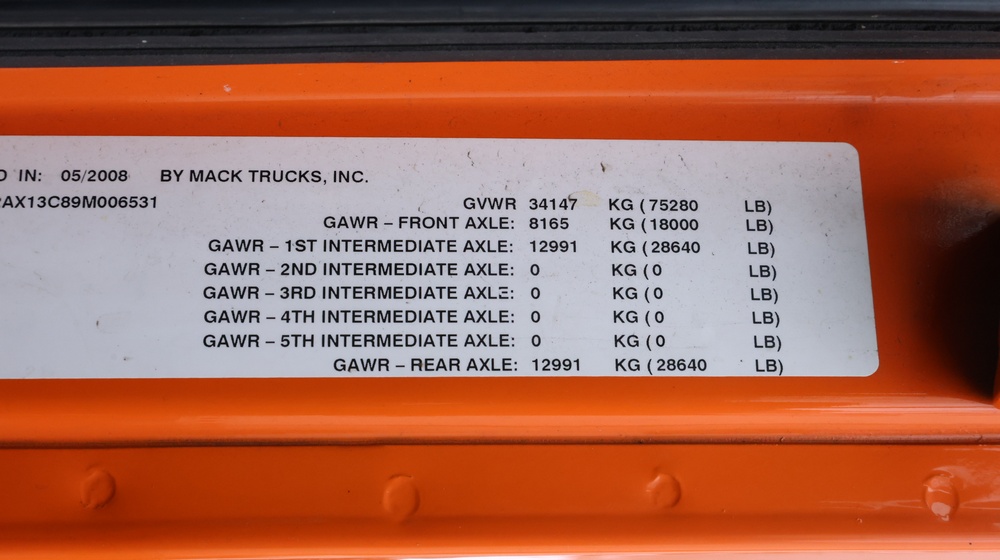 IN: 05/2008 BY MACK TRUCKS, INC.
AX13C89M006531
GVWR 34147 KG (75280 LB)
GAWR – FRONT AXLE: 8165 KG (18000 LB)
GAWR – 1ST INTERMEDIATE AXLE: 12991 KG (28640 LB)
GAWR – 2ND INTERMEDIATE AXLE: 0 KG (0 LB)
GAWR – 3RD INTERMEDIATE AXLE: 0 KG (0 LB)
GAWR – 4TH INTERMEDIATE AXLE: 0 KG (0 LB)
GAWR – 5TH INTERMEDIATE AXLE: 0 KG (0 LB)
GAWR – REAR AXLE: 12991 KG (28640 LB)